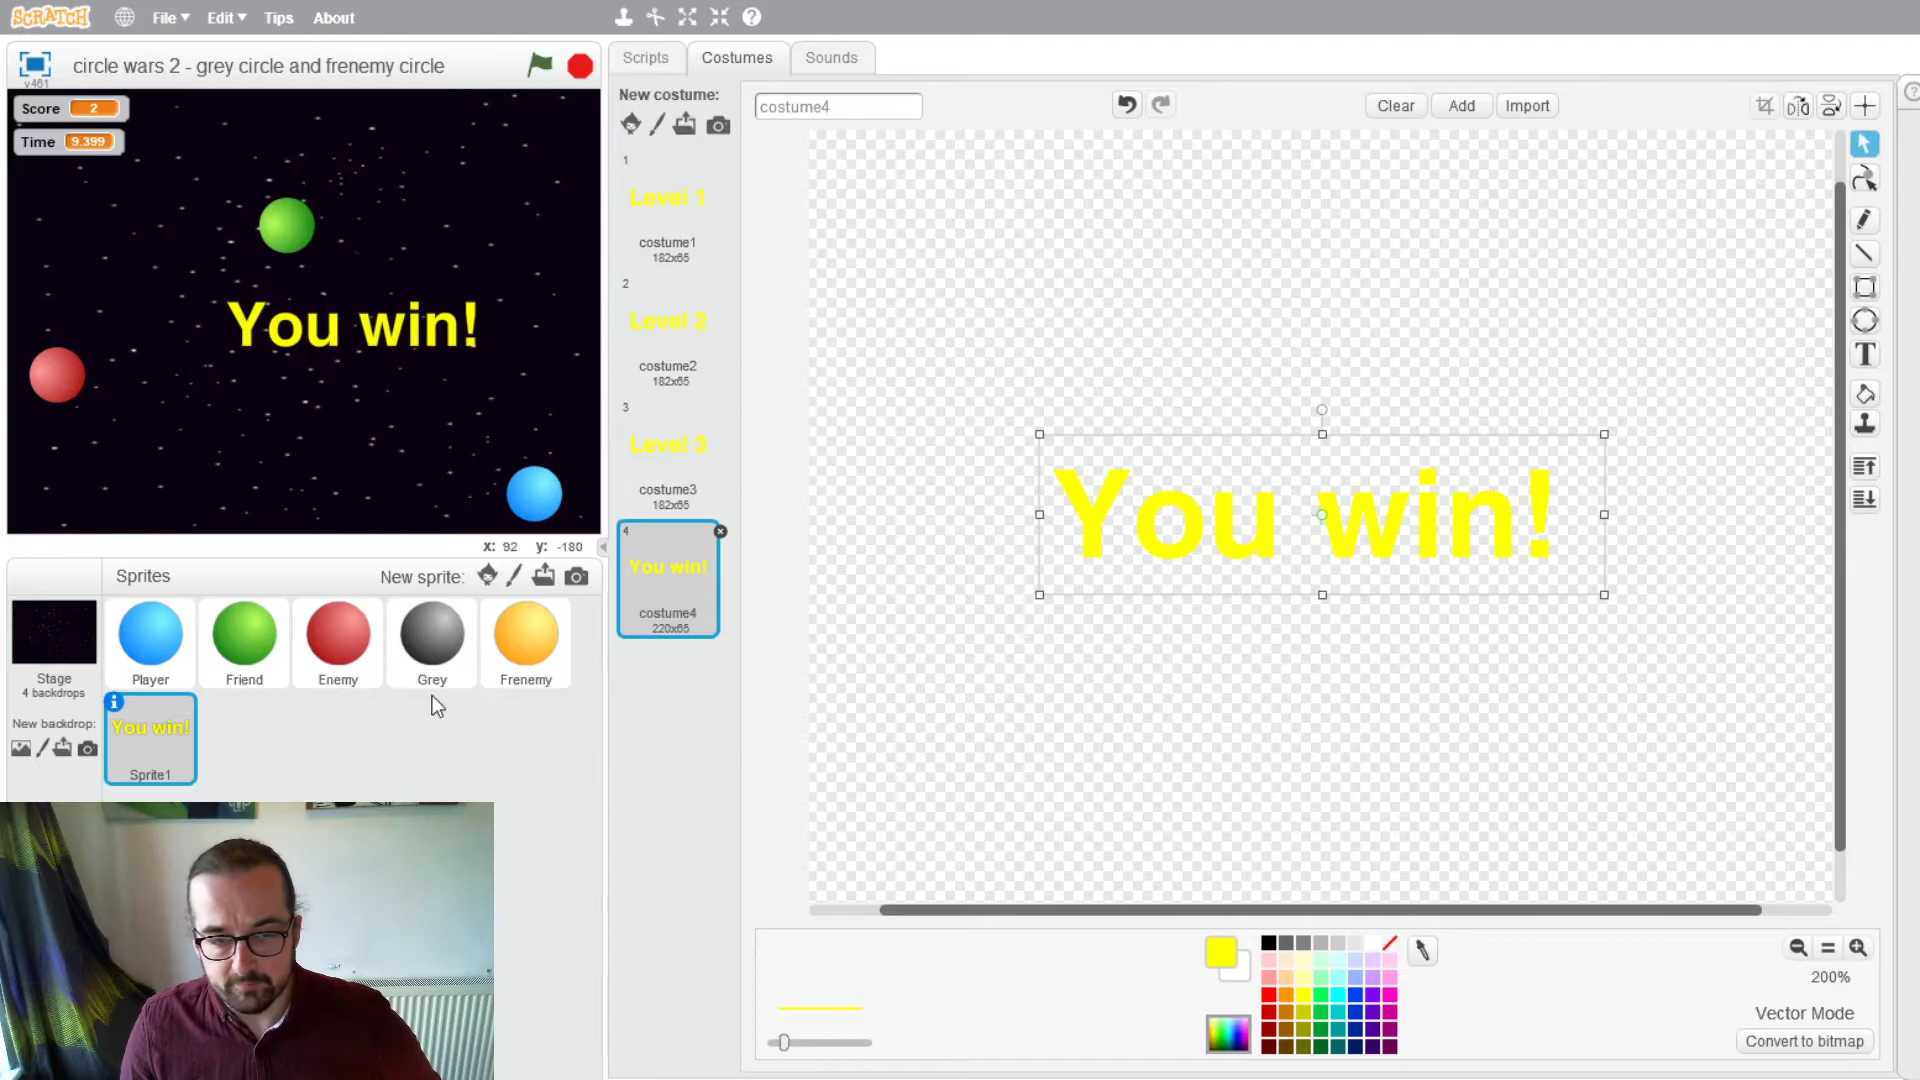 SCRATCH File Edit Tips About
v461 circle wars 2 - grey circle and frenemy circle
Scripts Costumes Sounds
Score 2
Time 9.399
You win!
x: 92 y: -180
New costume:
1
Level 1
costume1
182x65
2
Level 2
costume2
182x65
3
Level 3
costume3
182x65
4
You win!
costume4
220x65
costume4 Clear Add Import
You win!
T
Sprites New sprite:
Stage
4 backdrops
New backdrop:
Player Friend Enemy Grey Frenemy
You win!
Sprite1
200%
Vector Mode
Convert to bitmap